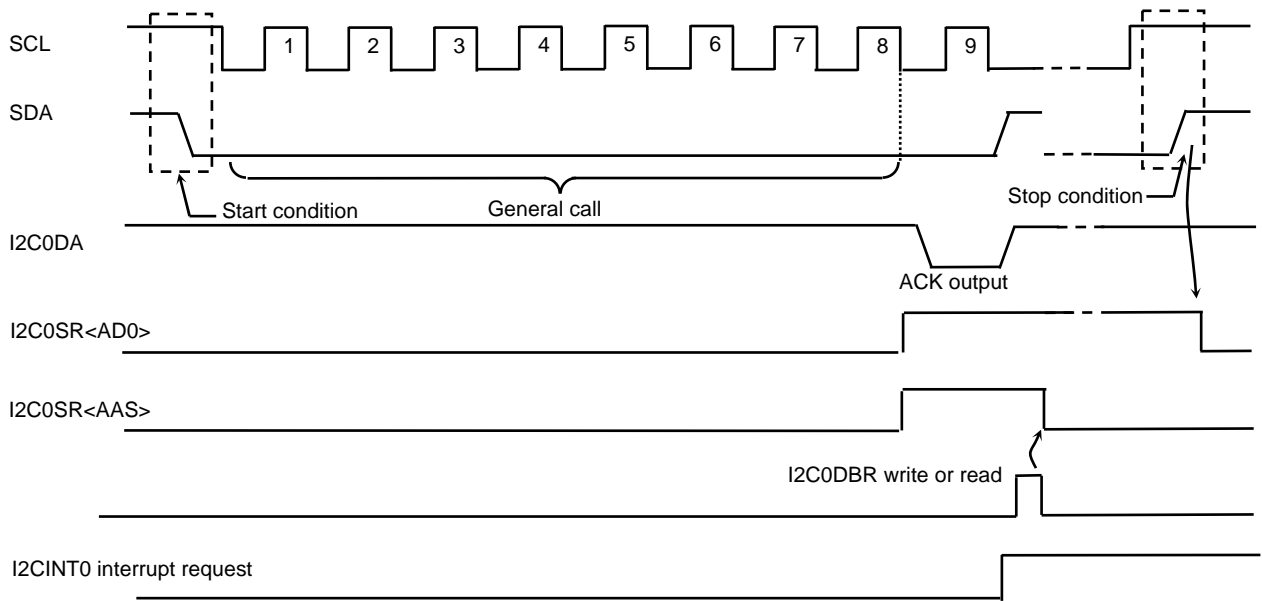 SCL
1 2 3 4 5 6 7 8 9
SDA
Start condition
General call
Stop condition
I2C0DA
ACK output
I2C0SR<AD0>
I2C0SR<AAS>
I2C0DBR write or read
I2CINT0 interrupt request